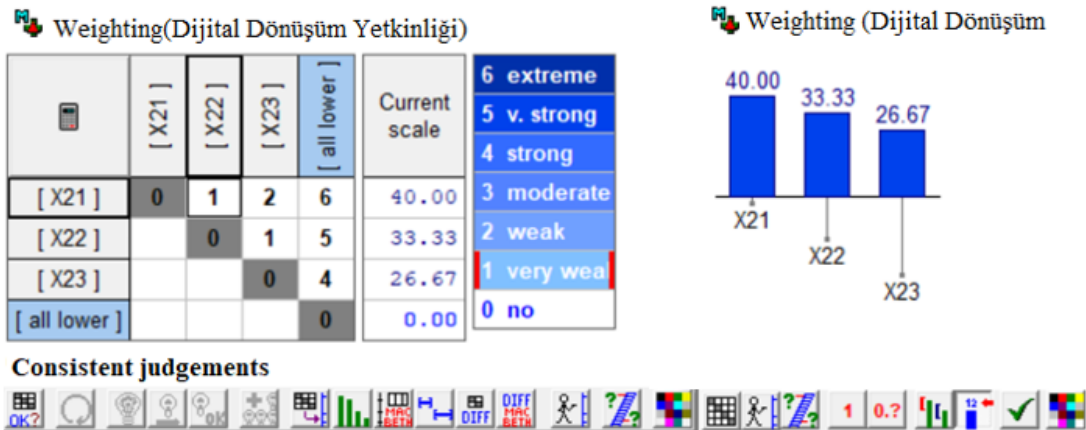 Weighting(Dijital Dönüşüm Yetkinliği)
[ X21 ] [ X22 ] [ X23 ] [ all lower ] Current scale
[ X21 ] 0 1 2 6 40.00
[ X22 ] 0 1 5 33.33
[ X23 ] 0 4 26.67
[ all lower ] 0 0.00
6 extreme
5 v. strong
4 strong
3 moderate
2 weak
1 very weal
0 no
Weighting (Dijital Dönüşüm
40.00 33.33 26.67
X21
X22
X23
Consistent judgements
OK? OK MAC BETH DIFF DIFF MAC BETH ? ? ? ? 1 0.? 12